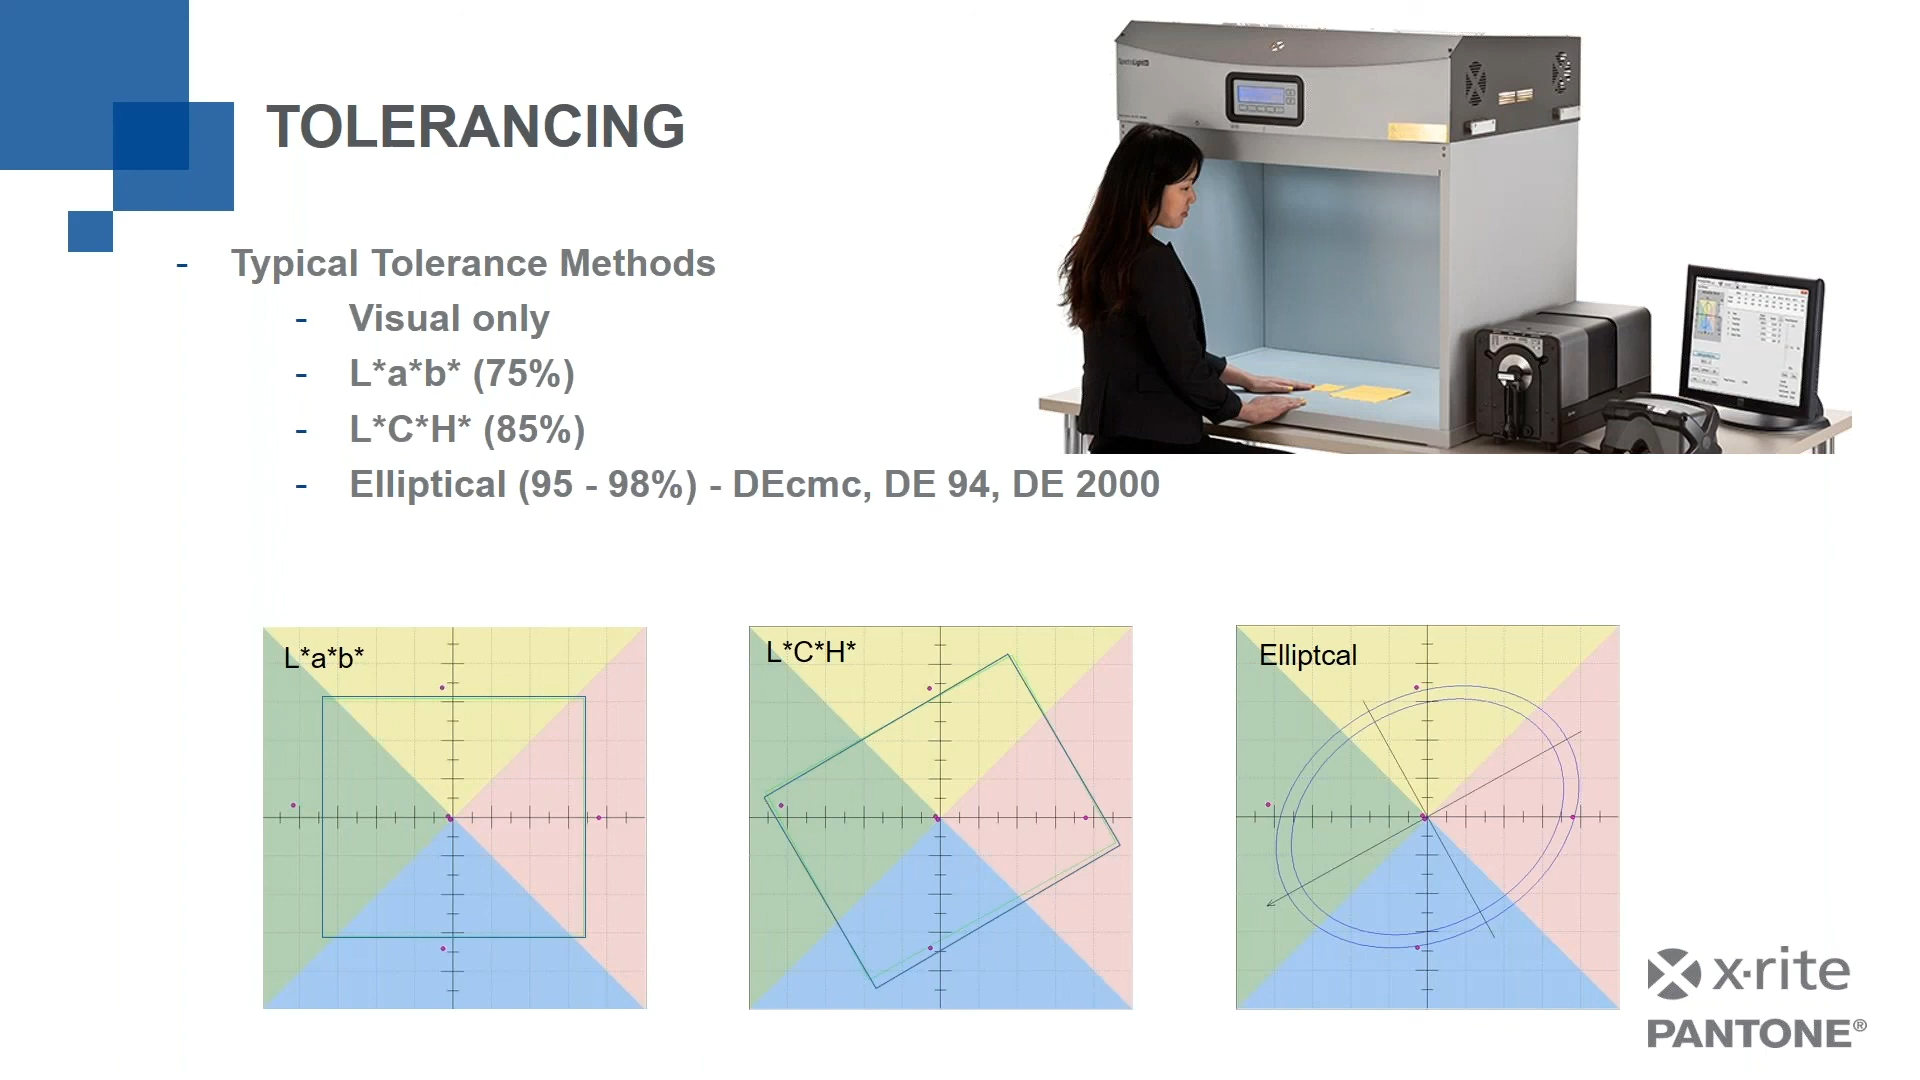 TOLERANCING
- Typical Tolerance Methods
- Visual only
- L*a*b* (75%)
- L*C*H* (85%)
- Elliptical (95 - 98%) - DEcmc, DE 94, DE 2000
L*a*b*
L*C*H*
Elliptcal
x·rite
PANTONE®